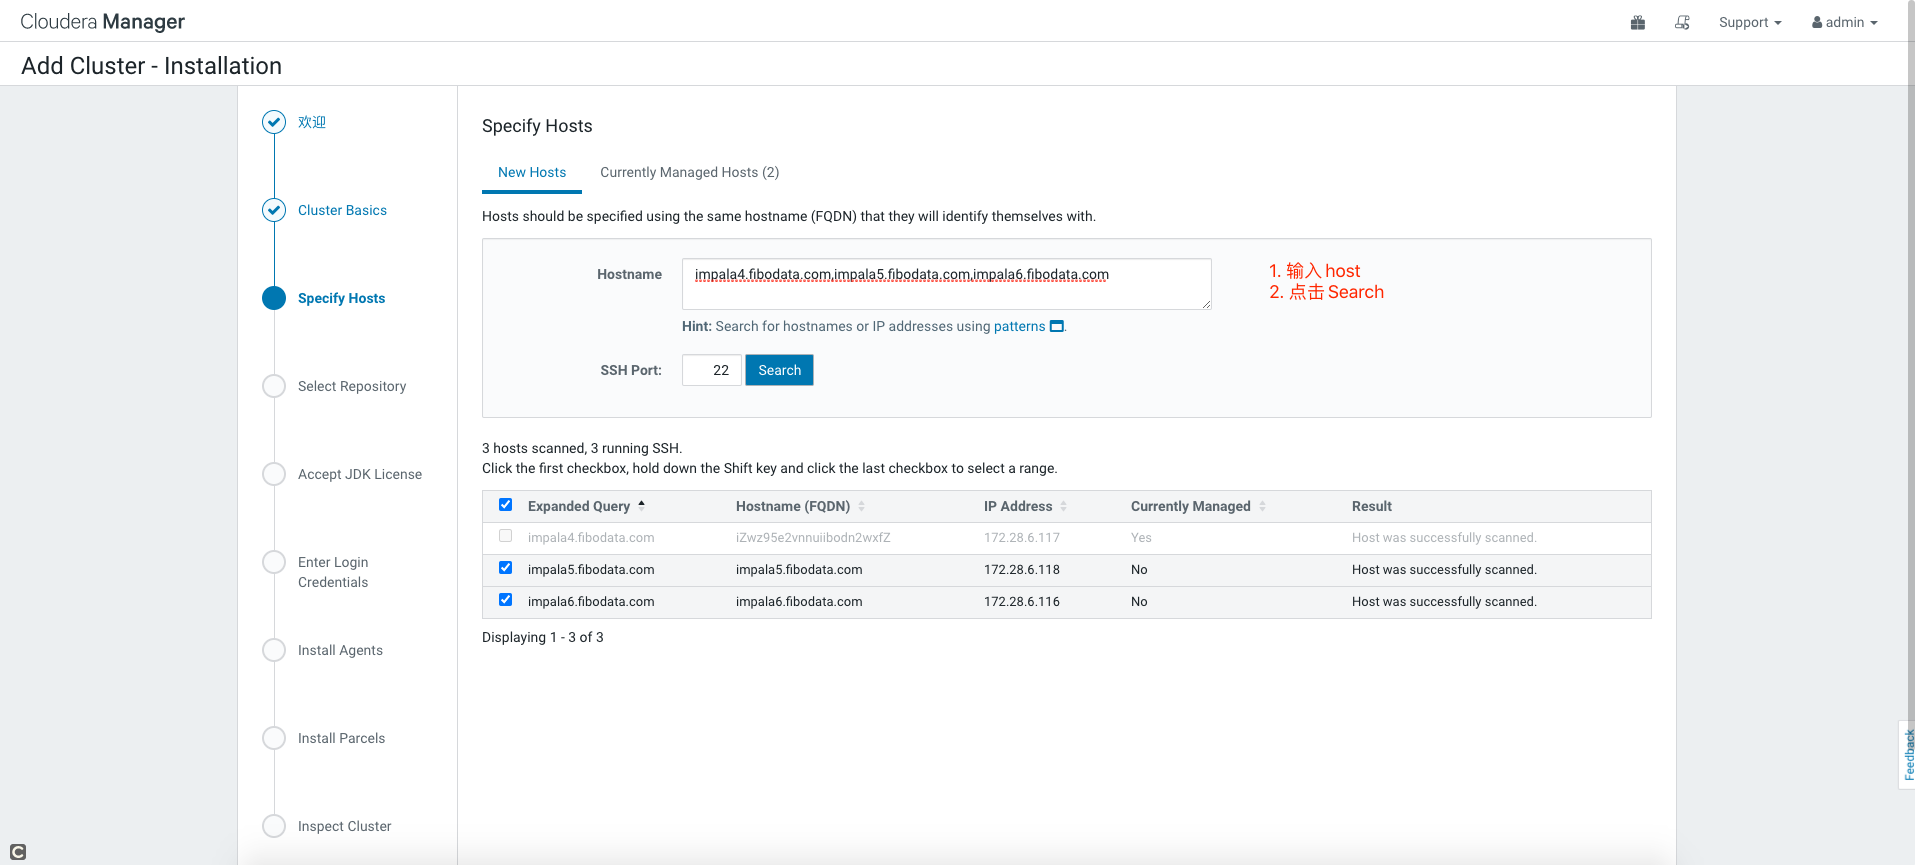 Cloudera Manager
Support
admin
Add Cluster - Installation
欢迎
Cluster Basics
Specify Hosts
Select Repository
Accept JDK License
Enter Login
Credentials
Install Agents
Install Parcels
Inspect Cluster
Specify Hosts
New Hosts Currently Managed Hosts (2)
Hosts should be specified using the same hostname (FQDN) that they will identify themselves with.
Hostname impala4.fibodata.com,impala5.fibodata.com,impala6.fibodata.com
1. 输入 host
2. 点击 Search
Hint: Search for hostnames or IP addresses using patterns .
SSH Port: 22 Search
3 hosts scanned, 3 running SSH.
Click the first checkbox, hold down the Shift key and click the last checkbox to select a range.
Expanded Query Hostname (FQDN) IP Address Currently Managed Result
impala4.fibodata.com iZwz95e2vnnuiibodn2wxfZ 172.28.6.117 Yes Host was successfully scanned.
impala5.fibodata.com impala5.fibodata.com 172.28.6.118 No Host was successfully scanned.
impala6.fibodata.com impala6.fibodata.com 172.28.6.116 No Host was successfully scanned.
Displaying 1 - 3 of 3
Feedback